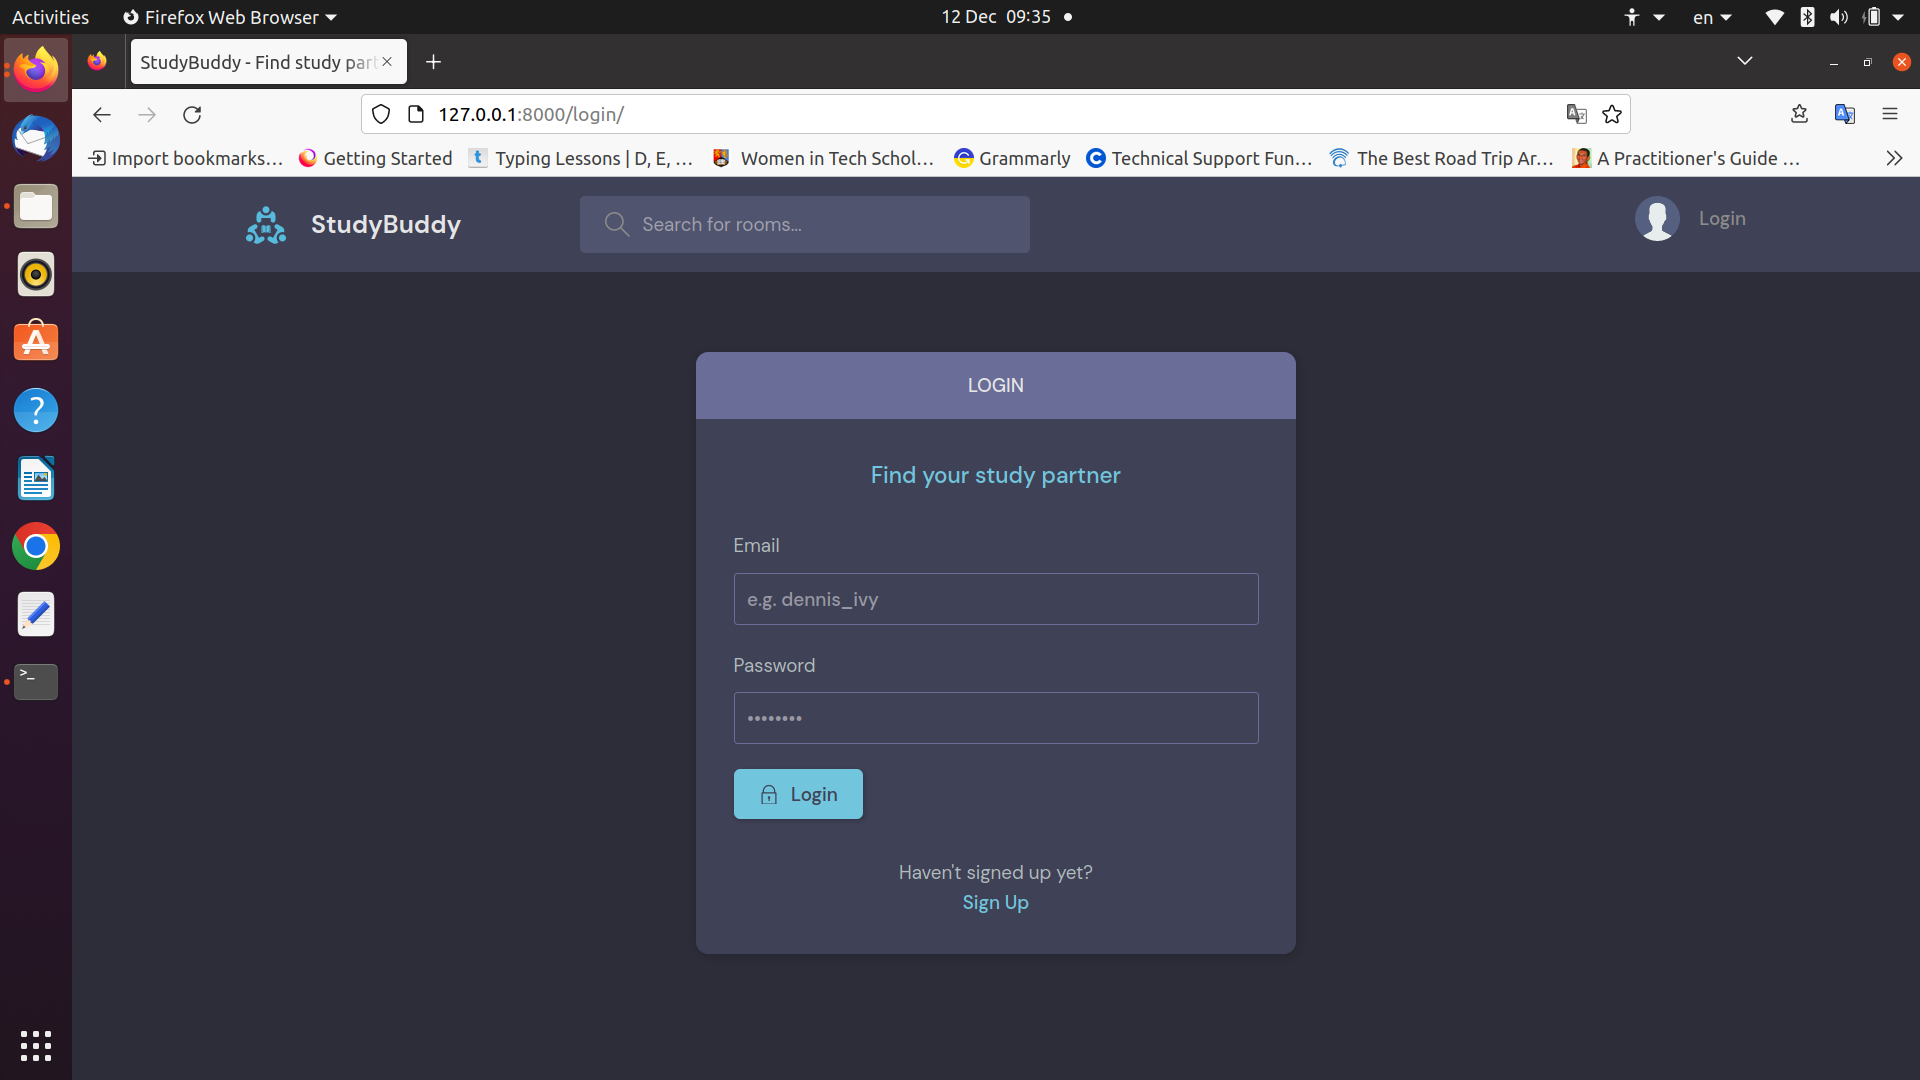 Activities Firefox Web Browser 12 Dec 09:35 en
StudyBuddy - Find study par
127.0.0.1:8000/login/
Import bookmarks… Getting Started Typing Lessons | D, E, … Women in Tech Schol… Grammarly Technical Support Fun… The Best Road Trip Ar… A Practitioner's Guide …
StudyBuddy Search for rooms... Login
LOGIN
Find your study partner
Email
e.g. dennis_ivy
Password
••••••••
Login
Haven't signed up yet?
Sign Up